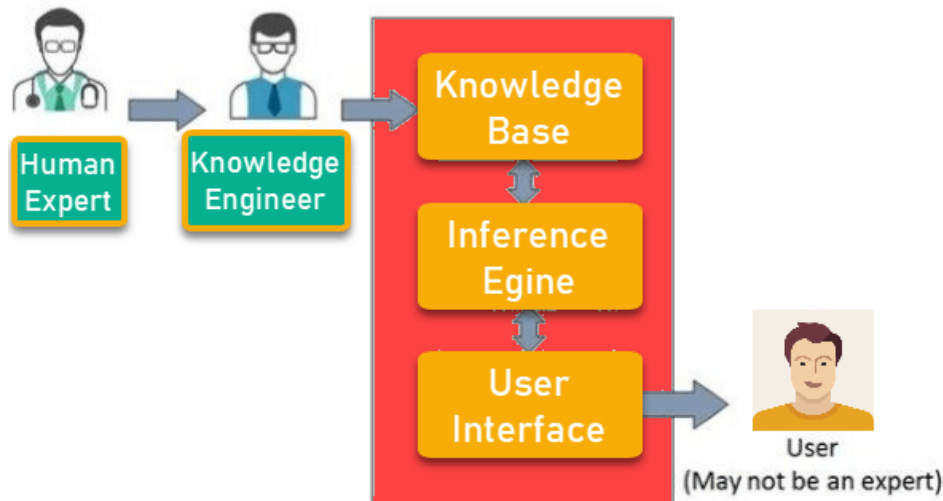 Human
Expert
Knowledge
Engineer
Knowledge
Base
Inference
Egine
User
Interface
User
(May not be an expert)